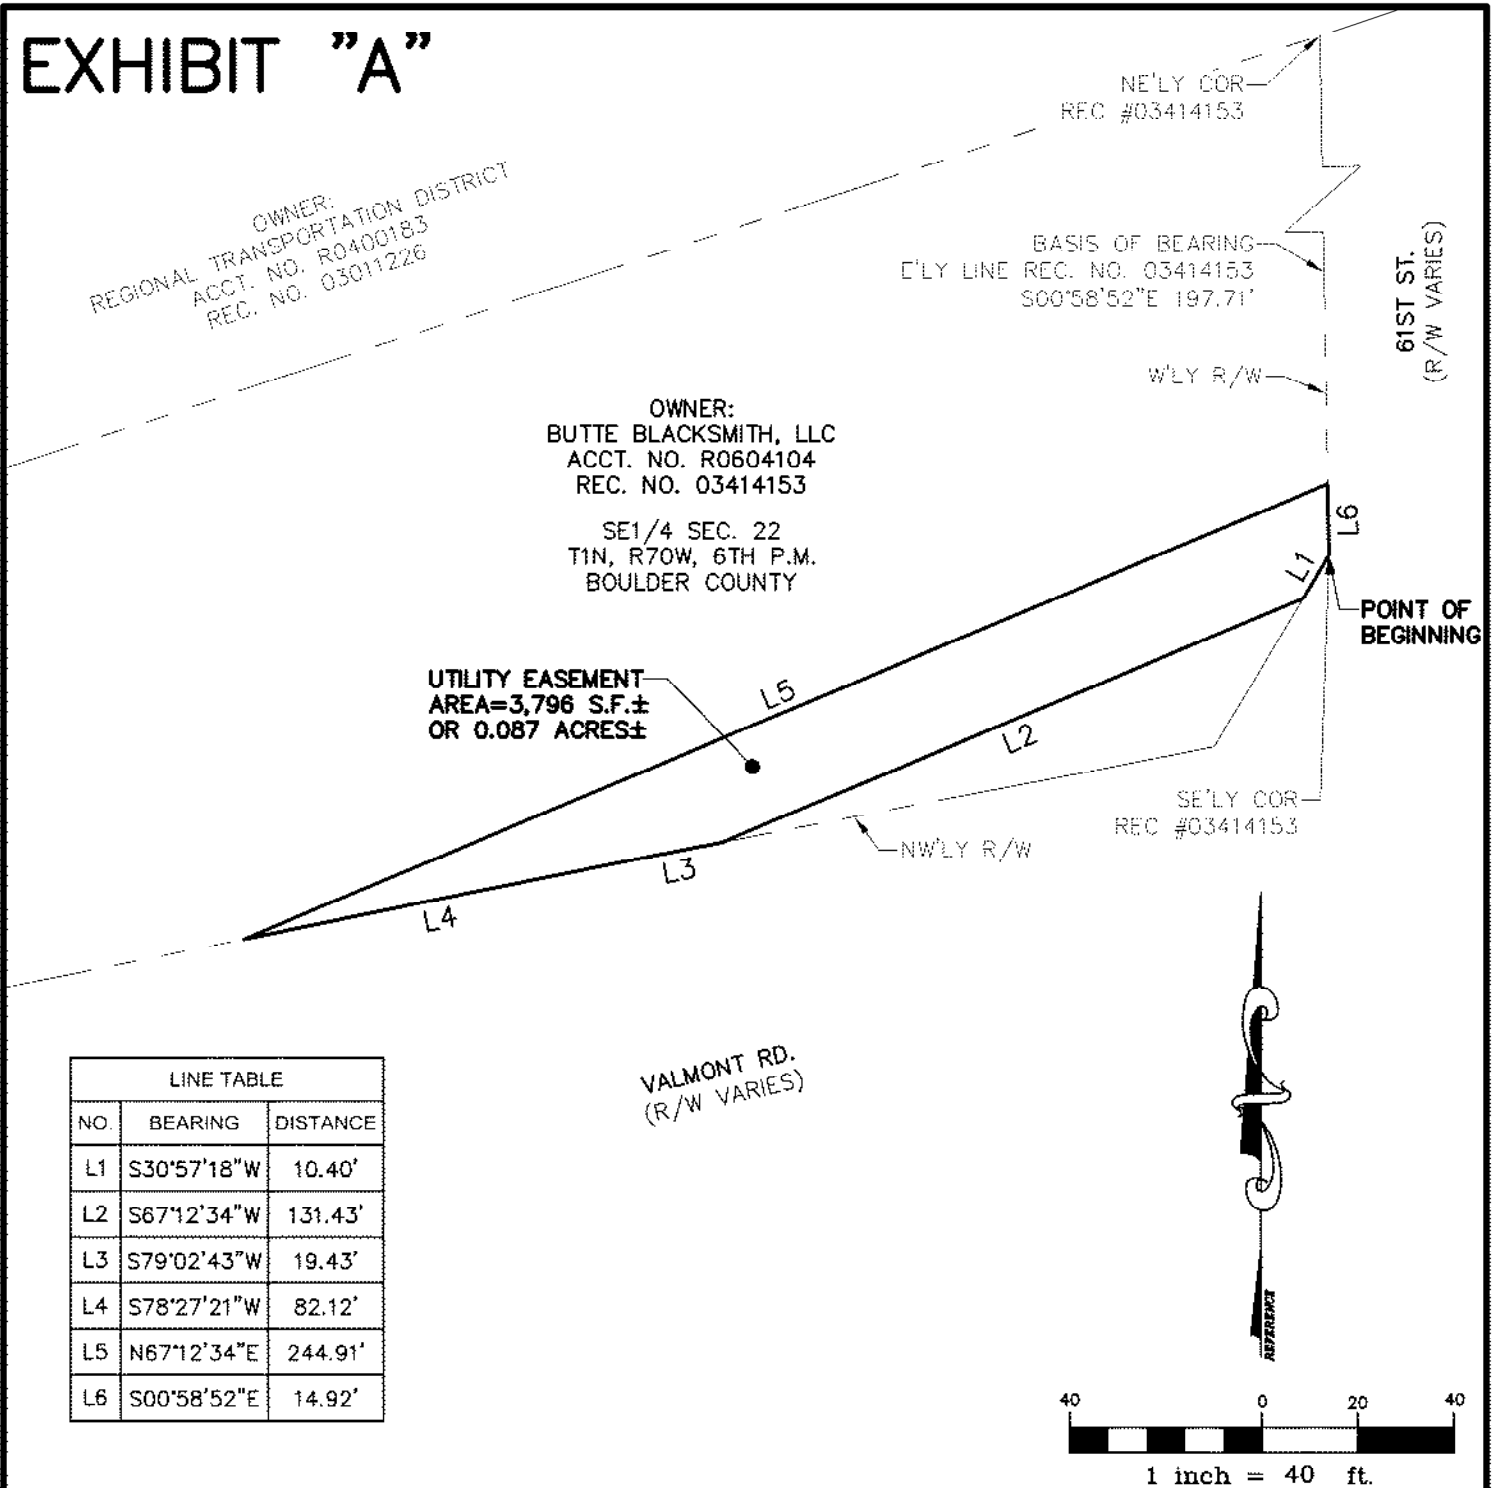 EXHIBIT "A"
NE'LY COR
REC #03414153
OWNER:
REGIONAL TRANSPORTATION DISTRICT
ACCT. NO. R0400183
REC. NO. 03011226
BASIS OF BEARING
E'LY LINE REC. NO. 03414153
S00°58'52"E 197.71'
61ST ST.
(R/W VARIES)
W'LY R/W
OWNER:
BUTTE BLACKSMITH, LLC
ACCT. NO. R0604104
REC. NO. 03414153
SE1/4 SEC. 22
T1N, R70W, 6TH P.M.
BOULDER COUNTY
L6
L1
POINT OF
BEGINNING
UTILITY EASEMENT
AREA=3,796 S.F.±
OR 0.087 ACRES±
L5
L2
SE'LY COR
REC #03414153
NW'LY R/W
L3
L4
VALMONT RD.
(R/W VARIES)
LINE TABLE
NO. BEARING DISTANCE
L1 S30°57'18"W 10.40'
L2 S67°12'34"W 131.43'
L3 S79°02'43"W 19.43'
L4 S78°27'21"W 82.12'
L5 N67°12'34"E 244.91'
L6 S00°58'52"E 14.92'
REFERENCE
40 0 20 40
1 inch = 40 ft.